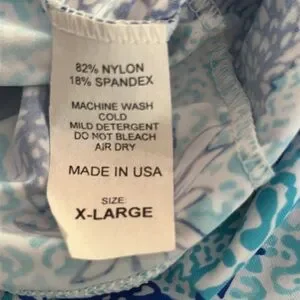 82% NYLON
18% SPANDEX
MACHINE WASH
COLD
MILD DETERGENT
DO NOT BLEACH
AIR DRY
MADE IN USA
SIZE
X-LARGE